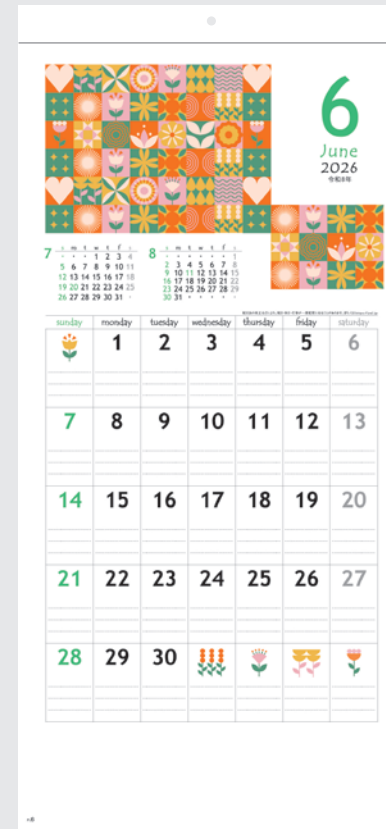 6
June
2026
令和8年
7
s m t w t f s
1 2 3 4
5 6 7 8 9 10 11
12 13 14 15 16 17 18
19 20 21 22 23 24 25
26 27 28 29 30 31
8
s m t w t f s
1
2 3 4 5 6 7 8
9 10 11 12 13 14 15
16 17 18 19 20 21 22
23 24 25 26 27 28 29
30 31
sunday monday tuesday wednesday thursday friday saturday
1 2 3 4 5 6
7 8 9 10 11 12 13
14 15 16 17 18 19 20
21 22 23 24 25 26 27
28 29 30